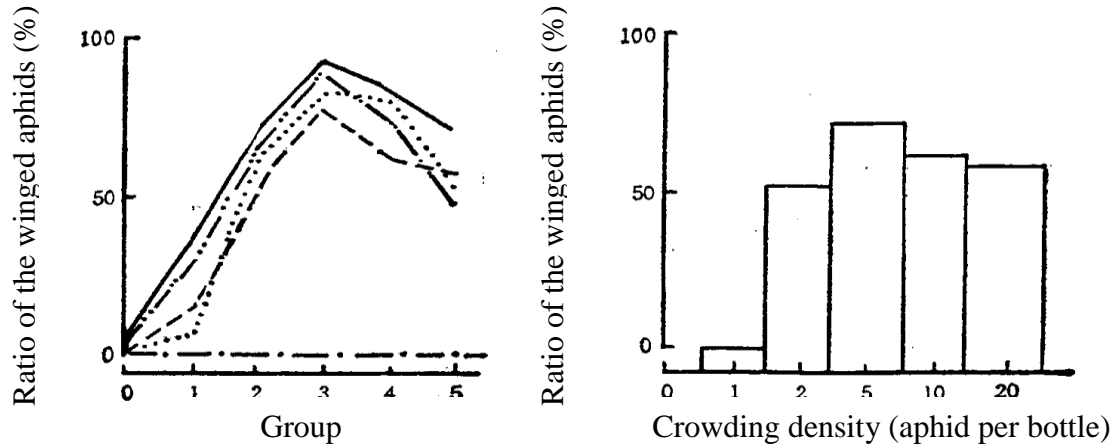 Ratio of the winged aphids (%)
100
50
0
0 1 2 3 4 5
Group
Ratio of the winged aphids (%)
100
50
0
0 1 2 5 10 20
Crowding density (aphid per bottle)